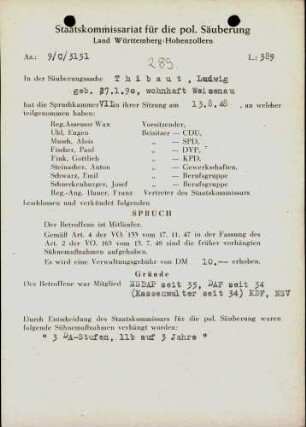 Staatskommissariat für die pol. Säuberung
Land Württemberg-Hohenzollern
Az.: 9/C/3151
L: 389
289
In der Säuberungssache Thibaut, Ludwig
geb. 27.1.90, wohnhaft Weizenau
hat die Spruchkammer VII in ihrer Sitzung am 13.8.48, an welcher
teilgenommen haben:
Reg.Assessor Wax Vorsitzender,
Uhl, Eugen Beisitzer — CDU,
Musch, Alois „ — SPD,
Fischer, Paul „ — DVP,
Fink, Gottlieb „ — KPD,
Steinacher, Anton „ — Gewerkschaften,
Schwarz, Emil „ — Berufsgruppe
Schneckenburger, Josef „ — Berufsgruppe
Reg.-Ang. Huner, Franz Vertreter des Staatskommissars
beschlossen und verkündet folgenden
SPRUCH
Der Betroffene ist Mitläufer.
Gemäß Art. 4 der VO. 133 vom 17. 11. 47 in der Fassung des
Art. 2 der VO. 165 vom 13. 7. 48 sind die früher verhängten
Sühnemaßnahmen aufgehoben.
Es wird eine Verwaltungsgebühr von DM 10.— erhoben.
Gründe
Der Betroffene war Mitglied NSDAP seit 35, DAF seit 34
(Kassenwalter seit 34) KDF, NSV
Durch Entscheidung des Staatskommissars für die pol. Säuberung waren
folgende Sühnemaßnahmen verhängt worden:
" 3 DA-Stufen, 11b auf 3 Jahre "